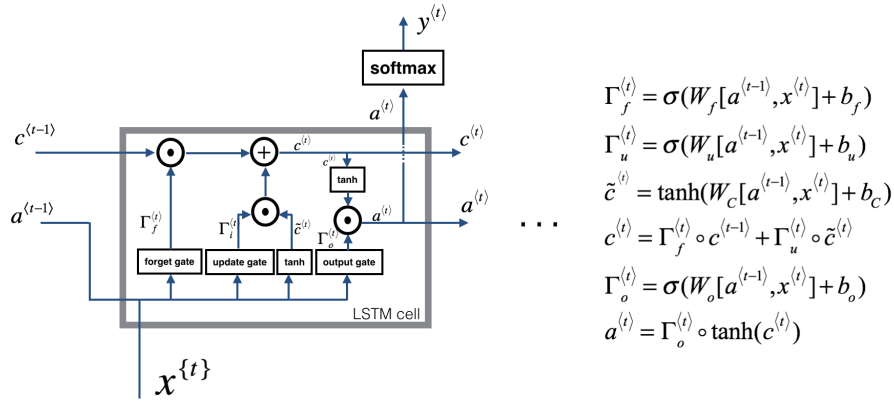 y^{⟨t⟩}
softmax
a^{⟨t⟩}
c^{⟨t-1⟩}
c^{⟨t⟩}
c^{⟨t⟩}
c^{⟨t⟩}
tanh
a^{⟨t-1⟩}
Γ_f^{⟨t⟩}
Γ_i^{⟨t⟩}
c̃^{⟨t⟩}
Γ_o^{⟨t⟩}
a^{⟨t⟩}
a^{⟨t⟩}
forget gate
update gate
tanh
output gate
LSTM cell
x^{{t}}
. . .
Γ_f^{⟨t⟩} = σ(W_f[a^{⟨t-1⟩}, x^{⟨t⟩}] + b_f)
Γ_u^{⟨t⟩} = σ(W_u[a^{⟨t-1⟩}, x^{⟨t⟩}] + b_u)
c̃^{⟨t⟩} = tanh(W_C[a^{⟨t-1⟩}, x^{⟨t⟩}] + b_C)
c^{⟨t⟩} = Γ_f^{⟨t⟩} ∘ c^{⟨t-1⟩} + Γ_u^{⟨t⟩} ∘ c̃^{⟨t⟩}
Γ_o^{⟨t⟩} = σ(W_o[a^{⟨t-1⟩}, x^{⟨t⟩}] + b_o)
a^{⟨t⟩} = Γ_o^{⟨t⟩} ∘ tanh(c^{⟨t⟩})